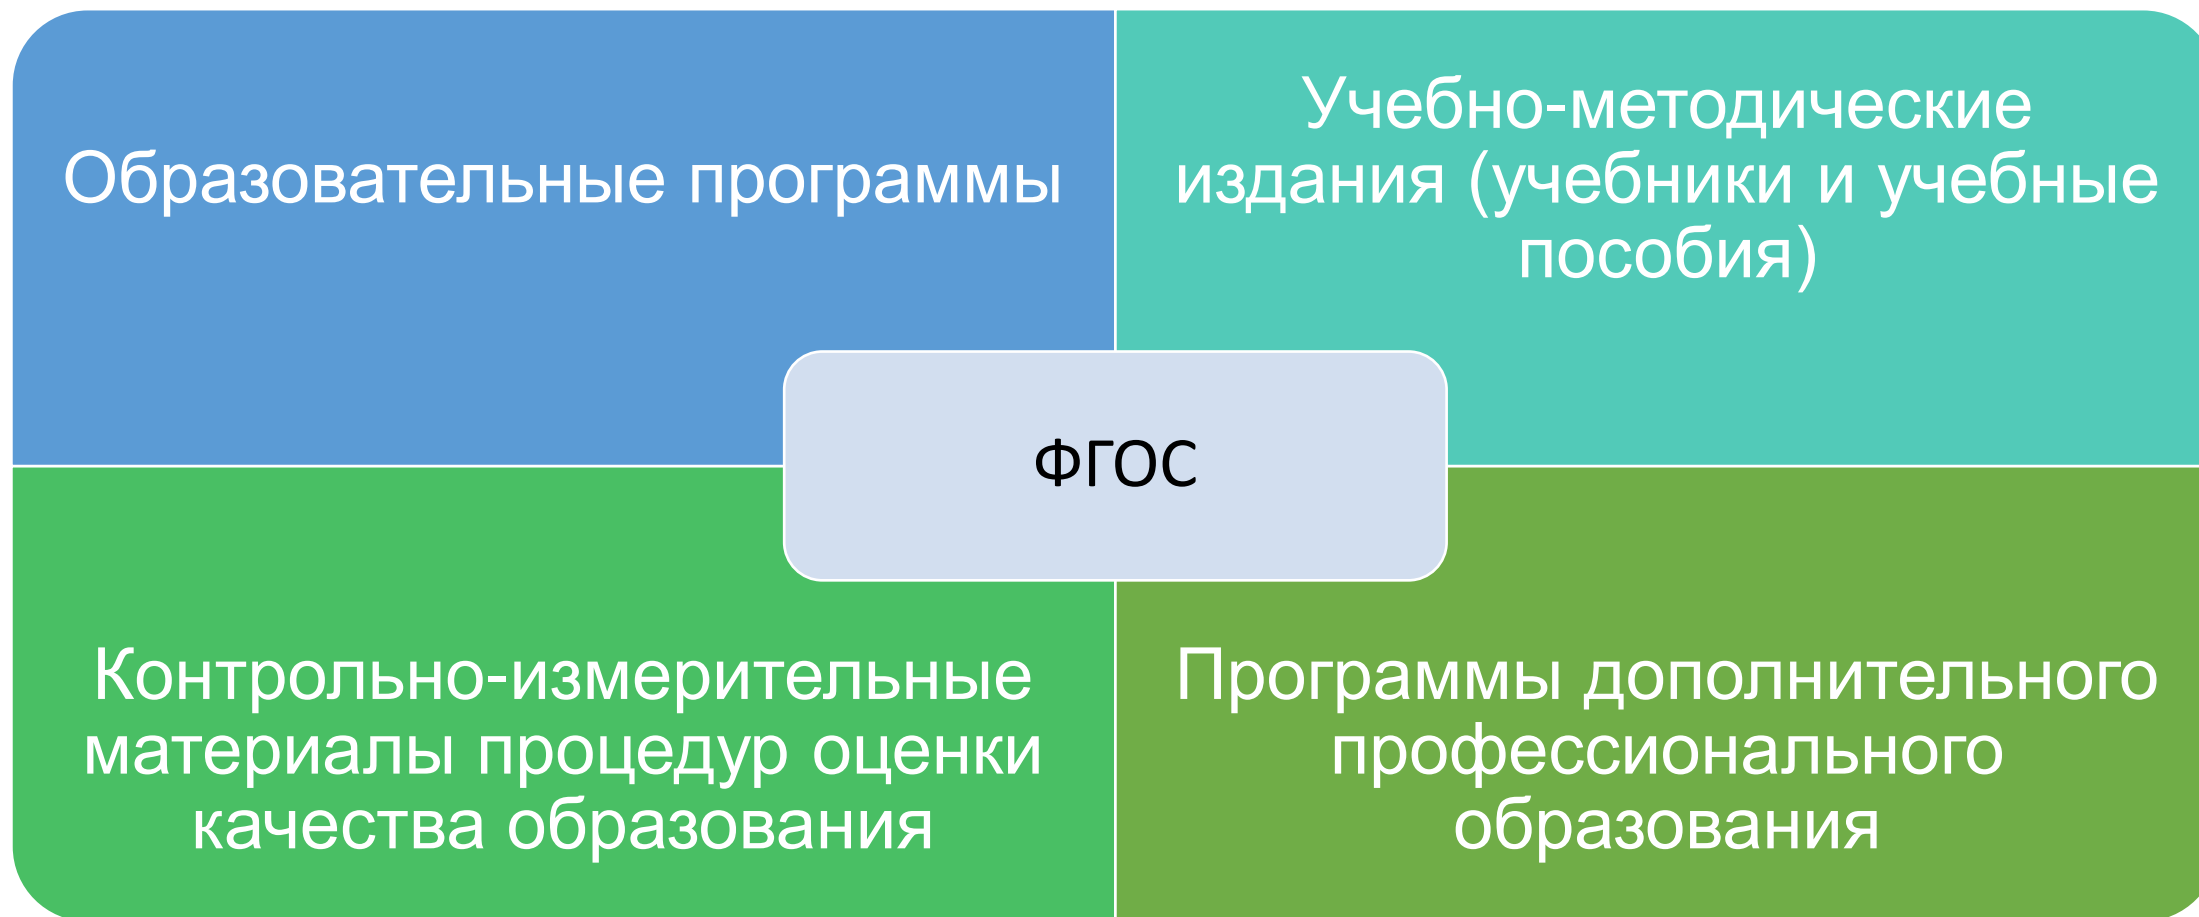 Образовательные программы
Учебно-методические
издания (учебники и учебные
пособия)
ФГОС
Контрольно-измерительные
материалы процедур оценки
качества образования
Программы дополнительного
профессионального
образования